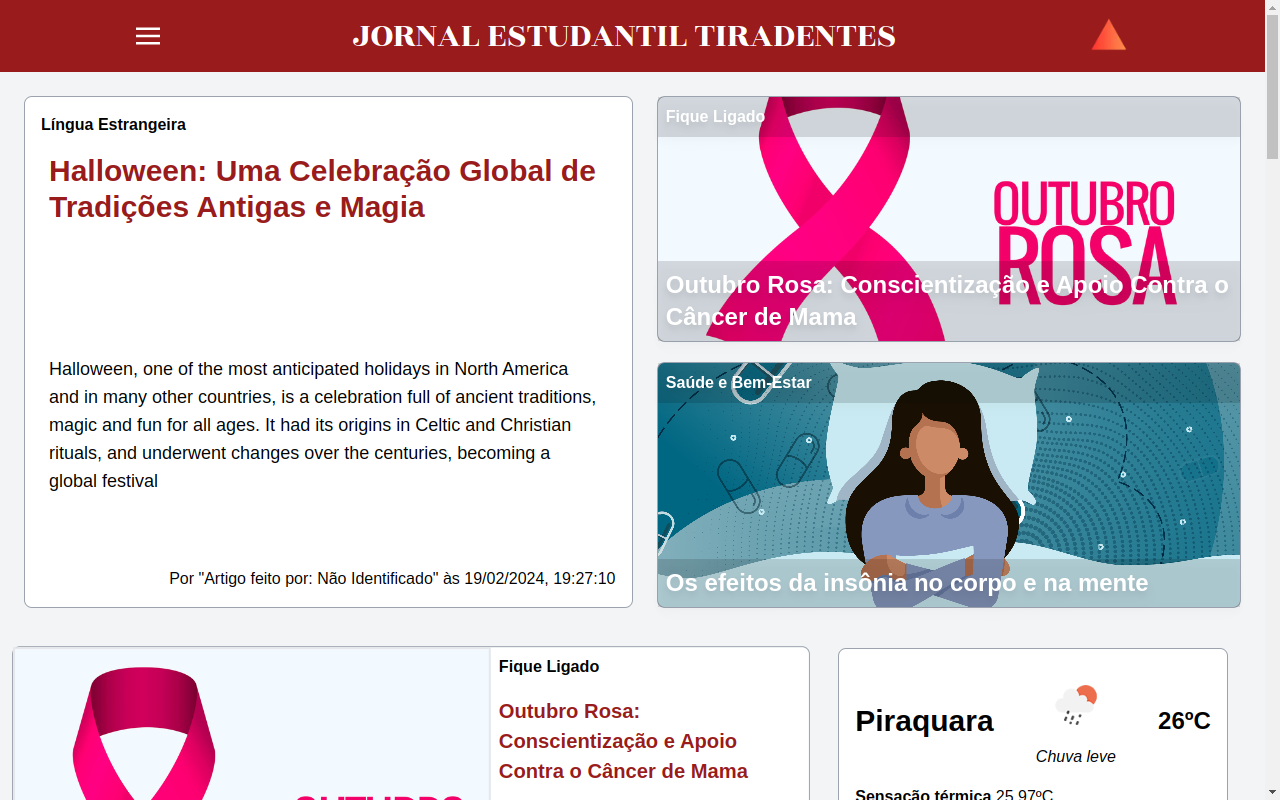 JORNAL ESTUDANTIL TIRADENTES
Língua Estrangeira
Halloween: Uma Celebração Global de
Tradições Antigas e Magia
Halloween, one of the most anticipated holidays in North America
and in many other countries, is a celebration full of ancient traditions,
magic and fun for all ages. It had its origins in Celtic and Christian
rituals, and underwent changes over the centuries, becoming a
global festival
Por "Artigo feito por: Não Identificado" às 19/02/2024, 19:27:10
Fique Ligado
OUTUBRO
ROSA
Outubro Rosa: Conscientização e Apoio Contra o
Câncer de Mama
Saúde e Bem-Estar
Os efeitos da insônia no corpo e na mente
Fique Ligado
Outubro Rosa:
Conscientização e Apoio
Contra o Câncer de Mama
OUTUBRO
Piraquara
26ºC
Chuva leve
Sensação térmica 25.97ºC